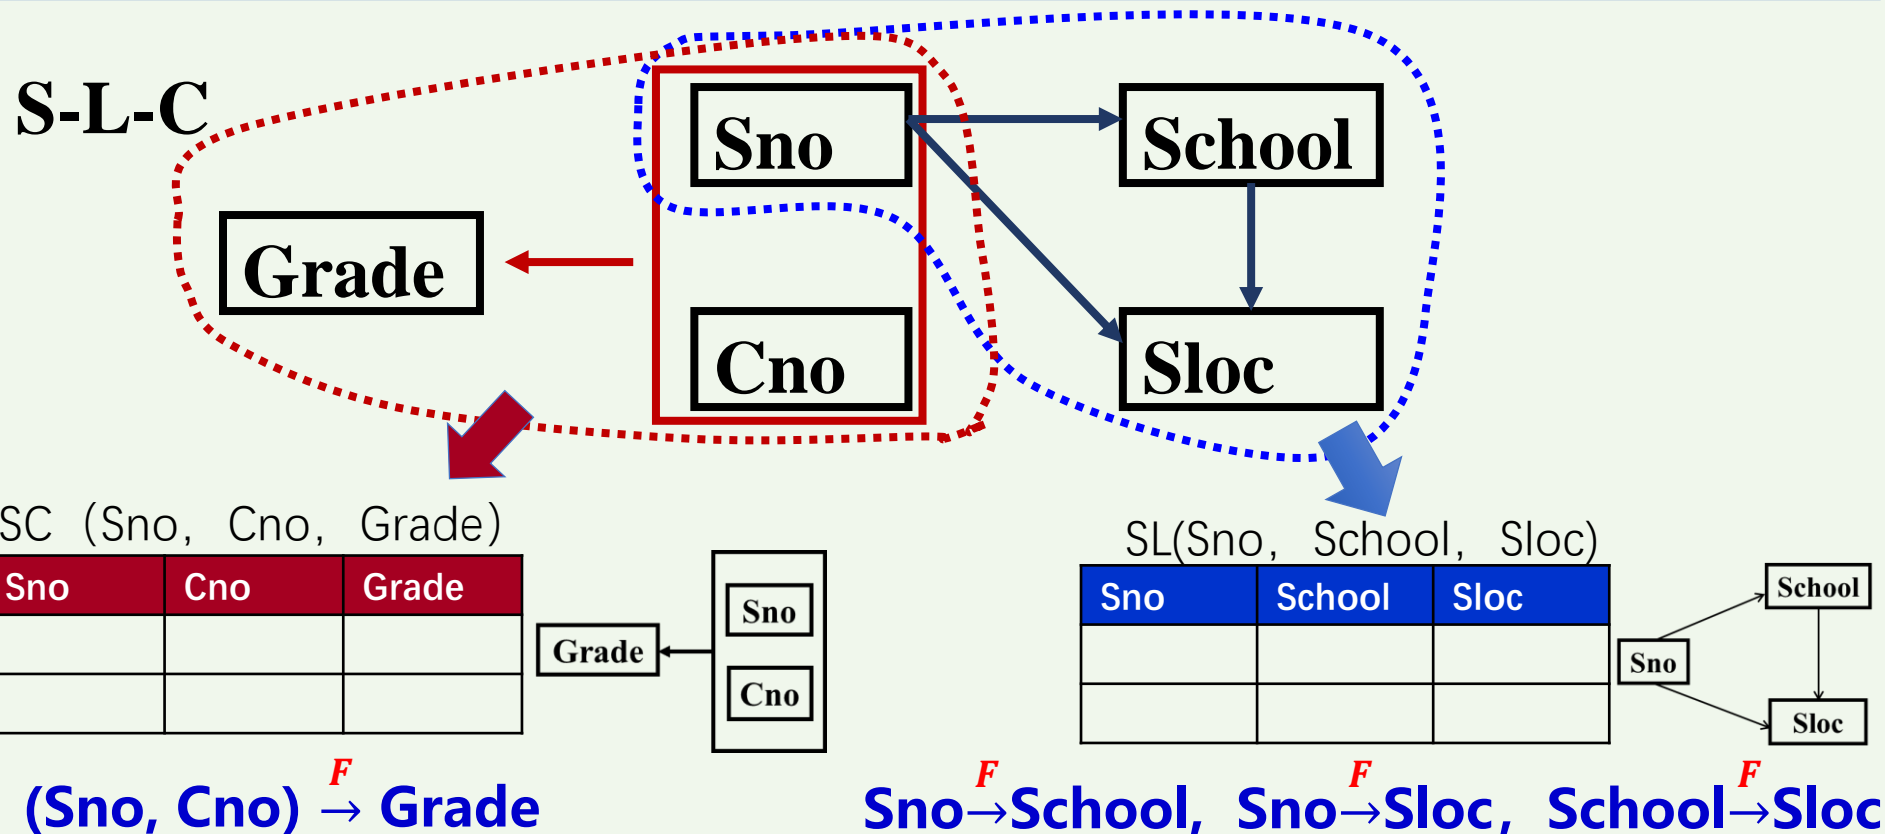 S-L-C
Sno
School
Grade
Cno
Sloc
SC（Sno， Cno， Grade）
Sno Cno Grade
Grade
Sno
Cno
SL(Sno， School， Sloc)
Sno School Sloc
School
Sno
Sloc
F
(Sno, Cno) → Grade
F F F
Sno→School, Sno→Sloc, School→Sloc